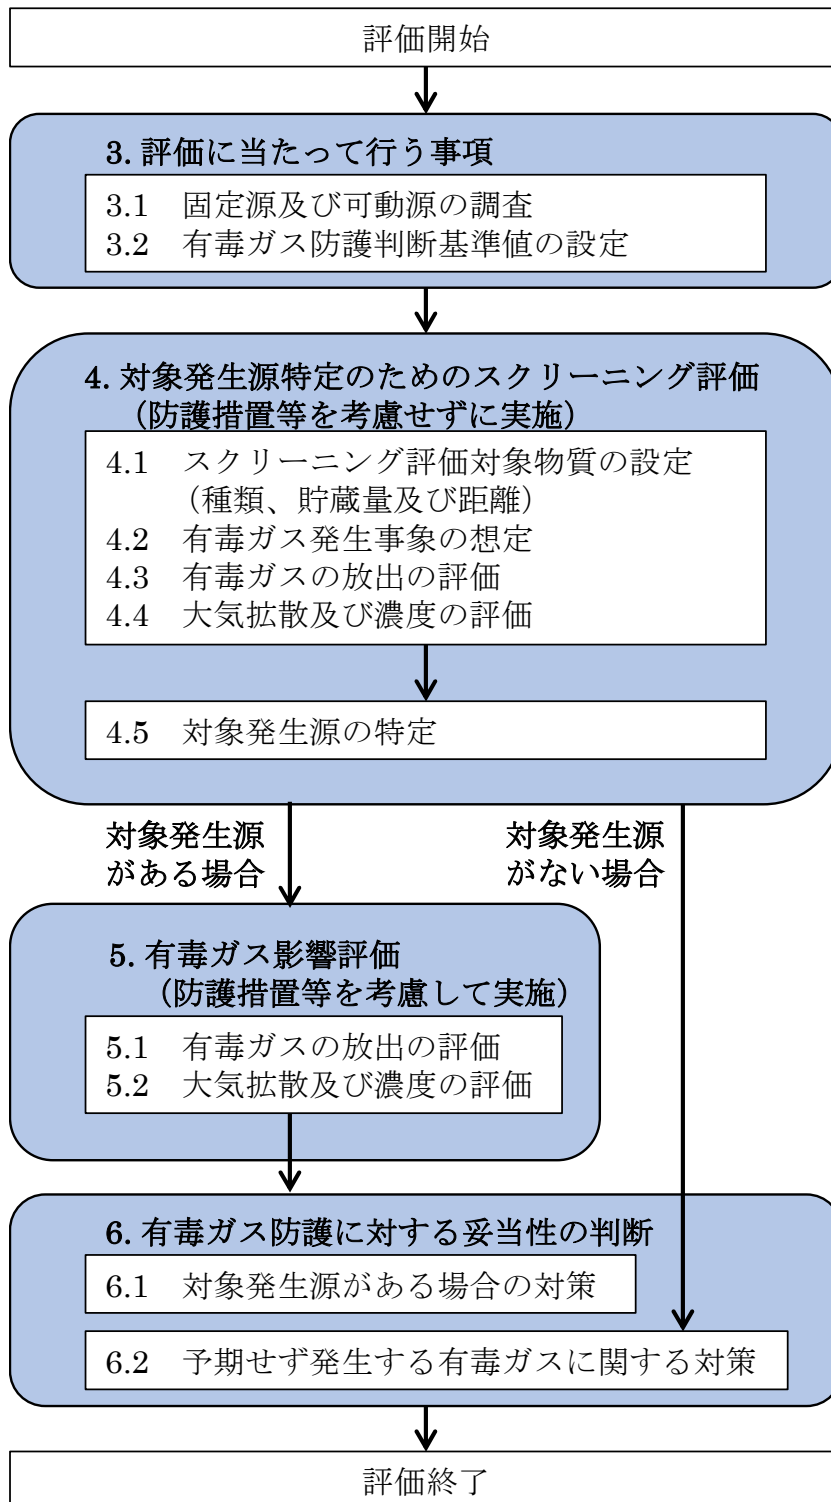 評価開始
3. 評価に当たって行う事項
3.1 固定源及び可動源の調査
3.2 有毒ガス防護判断基準値の設定
4. 対象発生源特定のためのスクリーニング評価
（防護措置等を考慮せずに実施）
4.1 スクリーニング評価対象物質の設定
（種類、貯蔵量及び距離）
4.2 有毒ガス発生事象の想定
4.3 有毒ガスの放出の評価
4.4 大気拡散及び濃度の評価
4.5 対象発生源の特定
対象発生源
がある場合
対象発生源
がない場合
5. 有毒ガス影響評価
（防護措置等を考慮して実施）
5.1 有毒ガスの放出の評価
5.2 大気拡散及び濃度の評価
6. 有毒ガス防護に対する妥当性の判断
6.1 対象発生源がある場合の対策
6.2 予期せず発生する有毒ガスに関する対策
評価終了